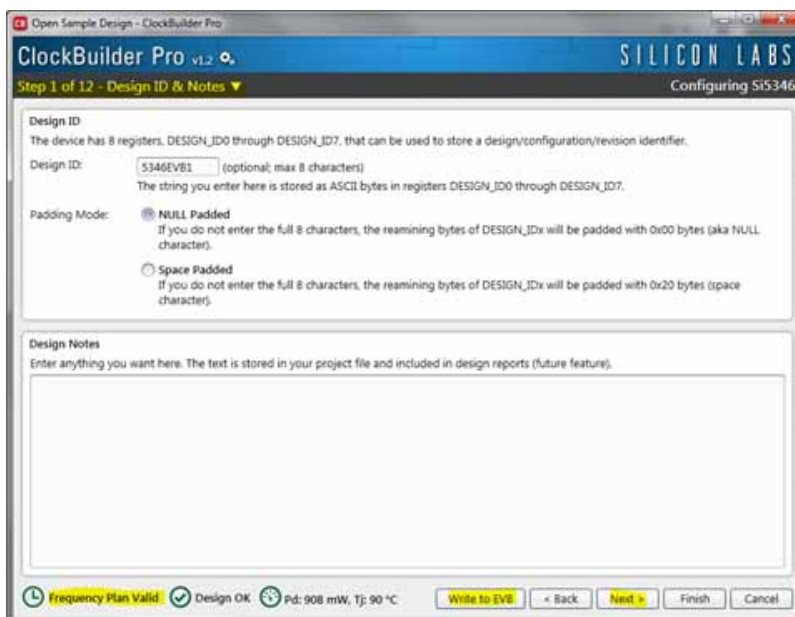 Open Sample Design - ClockBuilder Pro
ClockBuilder Pro v1.2
SILICON LABS
Step 1 of 12 - Design ID & Notes ▼
Configuring Si5346
Design ID
The device has 8 registers, DESIGN_ID0 through DESIGN_ID7, that can be used to store a design/configuration/revision identifier.
Design ID: 5346EVB1 (optional; max 8 characters)
The string you enter here is stored as ASCII bytes in registers DESIGN_ID0 through DESIGN_ID7.
Padding Mode: NULL Padded
If you do not enter the full 8 characters, the reamining bytes of DESIGN_IDx will be padded with 0x00 bytes (aka NULL
character).
Space Padded
If you do not enter the full 8 characters, the reamining bytes of DESIGN_IDx will be padded with 0x20 bytes (space
character).
Design Notes
Enter anything you want here. The text is stored in your project file and included in design reports (future feature).
Frequency Plan Valid Design OK Pd: 908 mW, Tj: 90 °C Write to EVB < Back Next > Finish Cancel